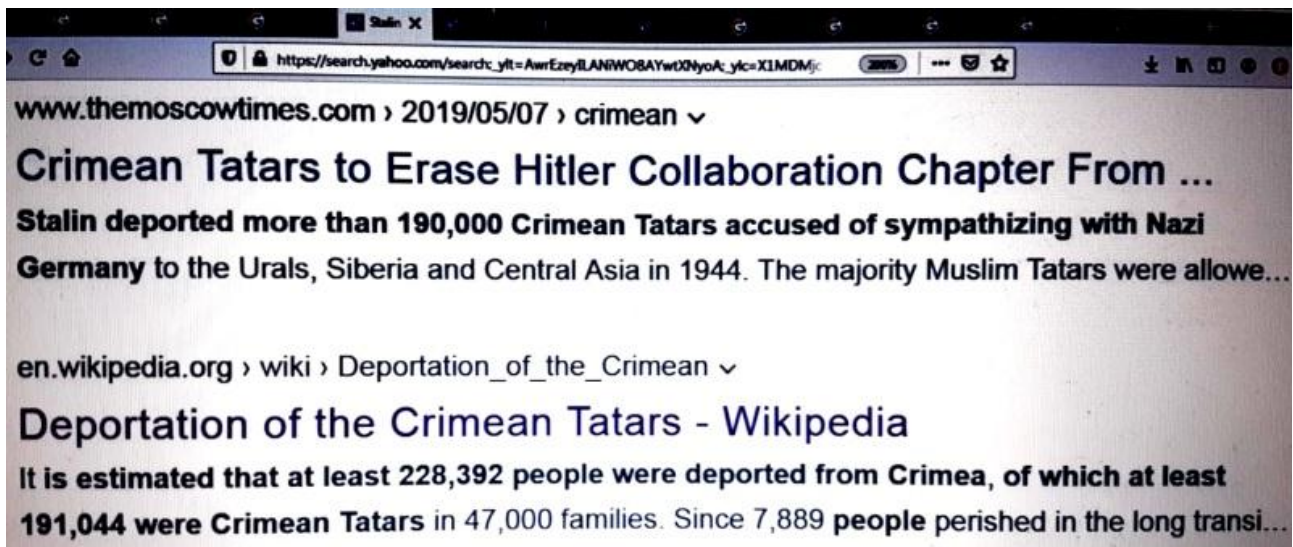 Stalin X
https://search.yahoo.com/search;_ylt=AwrEzeylLANiWO8AYwtXNyoA;_ylc=X1MDMjc
200%
www.themoscowtimes.com › 2019/05/07 › crimean
Crimean Tatars to Erase Hitler Collaboration Chapter From ...
Stalin deported more than 190,000 Crimean Tatars accused of sympathizing with Nazi
Germany to the Urals, Siberia and Central Asia in 1944. The majority Muslim Tatars were allowe...
en.wikipedia.org › wiki › Deportation_of_the_Crimean
Deportation of the Crimean Tatars - Wikipedia
It is estimated that at least 228,392 people were deported from Crimea, of which at least
191,044 were Crimean Tatars in 47,000 families. Since 7,889 people perished in the long transi...